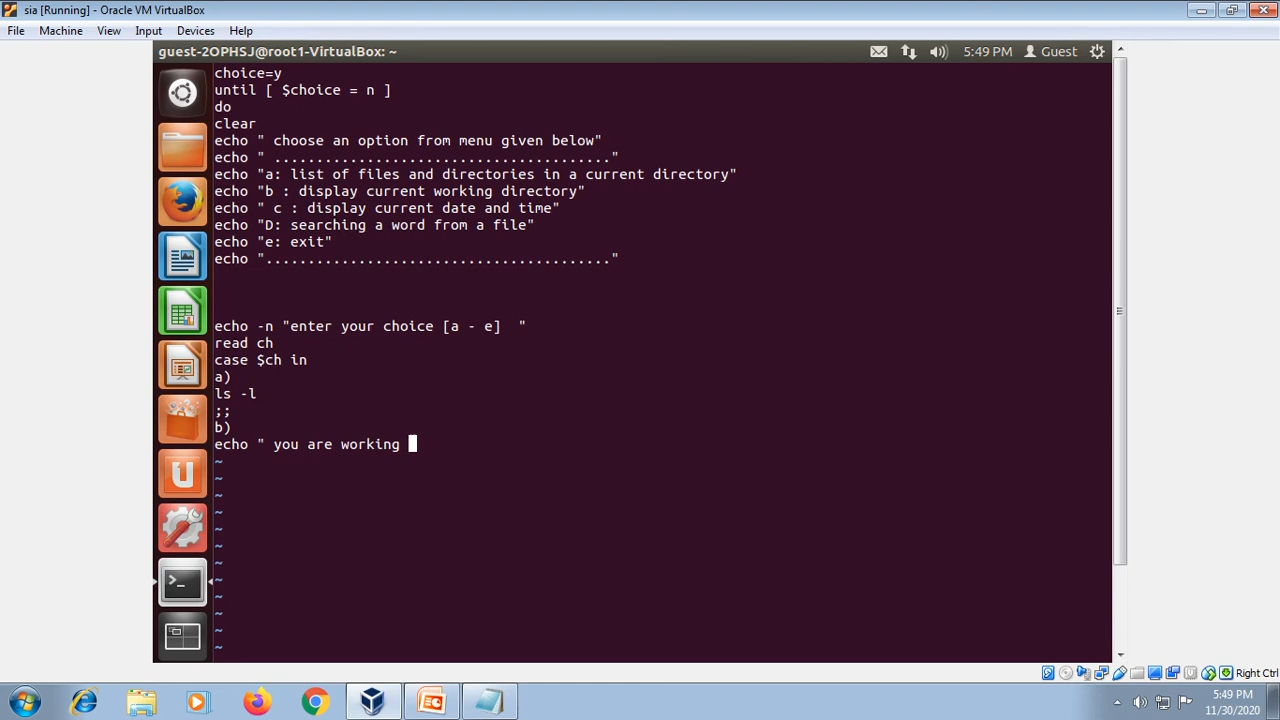 sia [Running] - Oracle VM VirtualBox
File Machine View Input Devices Help
guest-2OPHSJ@root1-VirtualBox: ~
5:49 PM Guest
choice=y
until [ $choice = n ]
do
clear
echo " choose an option from menu given below"
echo " ........................................"
echo "a: list of files and directories in a current directory"
echo "b : display current working directory"
echo " c : display current date and time"
echo "D: searching a word from a file"
echo "e: exit"
echo "........................................."
echo -n "enter your choice [a - e]  "
read ch
case $ch in
a)
ls -l
;;
b)
echo " you are working
~
~
~
~
~
~
~
~
~
~
~
~
Right Ctrl
5:49 PM
11/30/2020